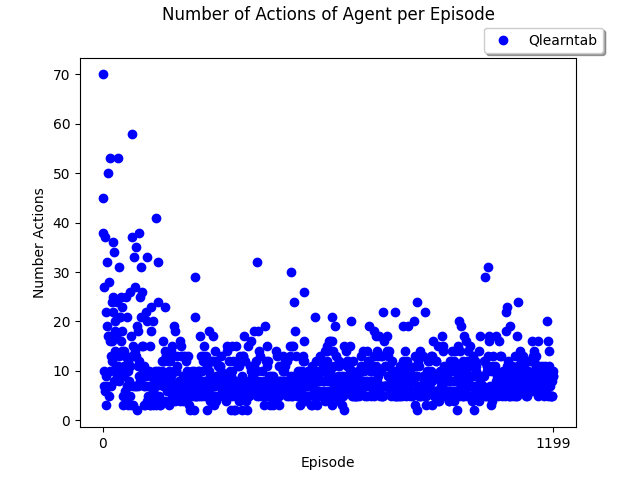 Number of Actions of Agent per Episode
Qlearntab
70
60
50
40
30
20
10
0
Number Actions
0 1199
Episode